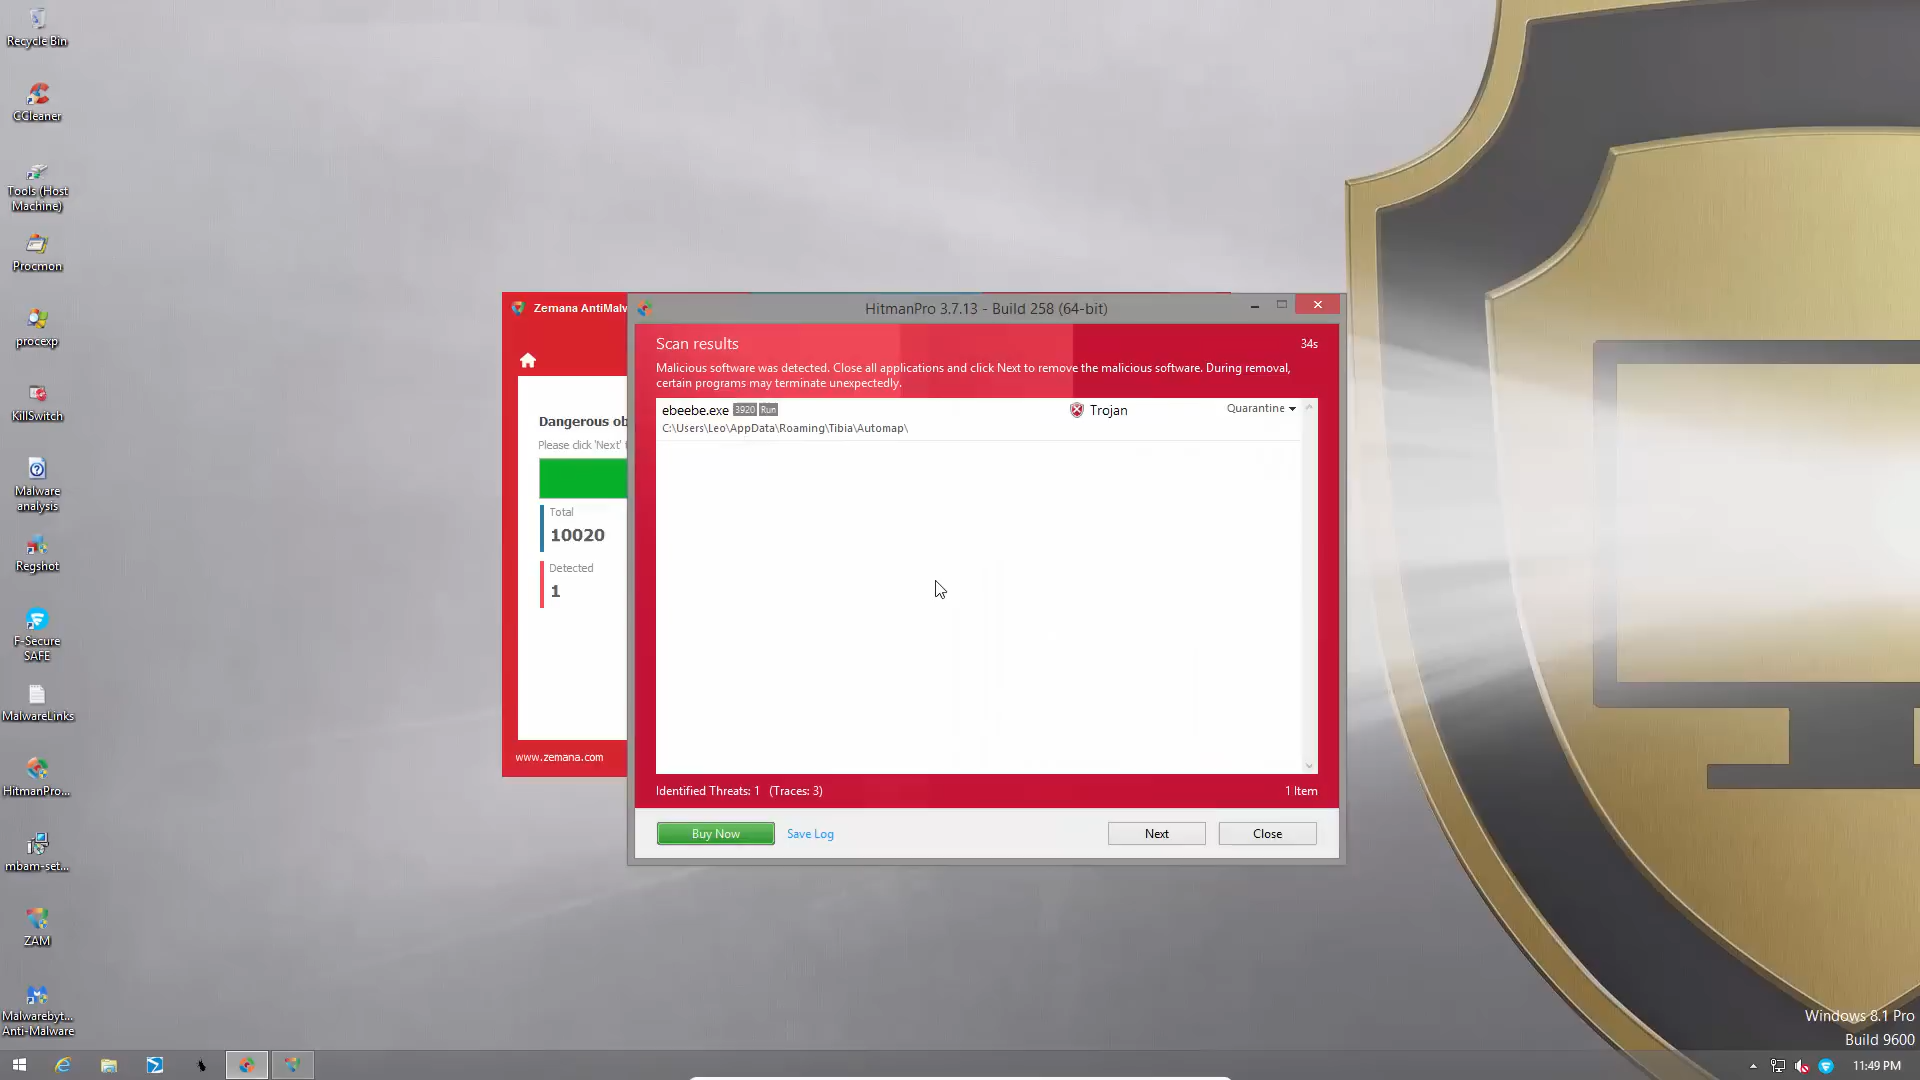 Recycle Bin
CCleaner
Tools (Host
Machine)
Procmon
procexp
KillSwitch
Malware
analysis
Regshot
F-Secure
SAFE
MalwareLinks
HitmanPro...
mbam-set...
ZAM
Malwarebyt...
Anti-Malware
Zemana AntiMalw
Dangerous ob
Please click 'Next'
Total
10020
Detected
1
www.zemana.com
HitmanPro 3.7.13 - Build 258 (64-bit)
Scan results
34s
Malicious software was detected. Close all applications and click Next to remove the malicious software. During removal,
certain programs may terminate unexpectedly.
ebeebe.exe 3920 Run
Trojan
Quarantine
C:\Users\Leo\AppData\Roaming\Tibia\Automap\
Identified Threats: 1 (Traces: 3)
1 Item
Buy Now
Save Log
Next
Close
Windows 8.1 Pro
Build 9600
11:49 PM